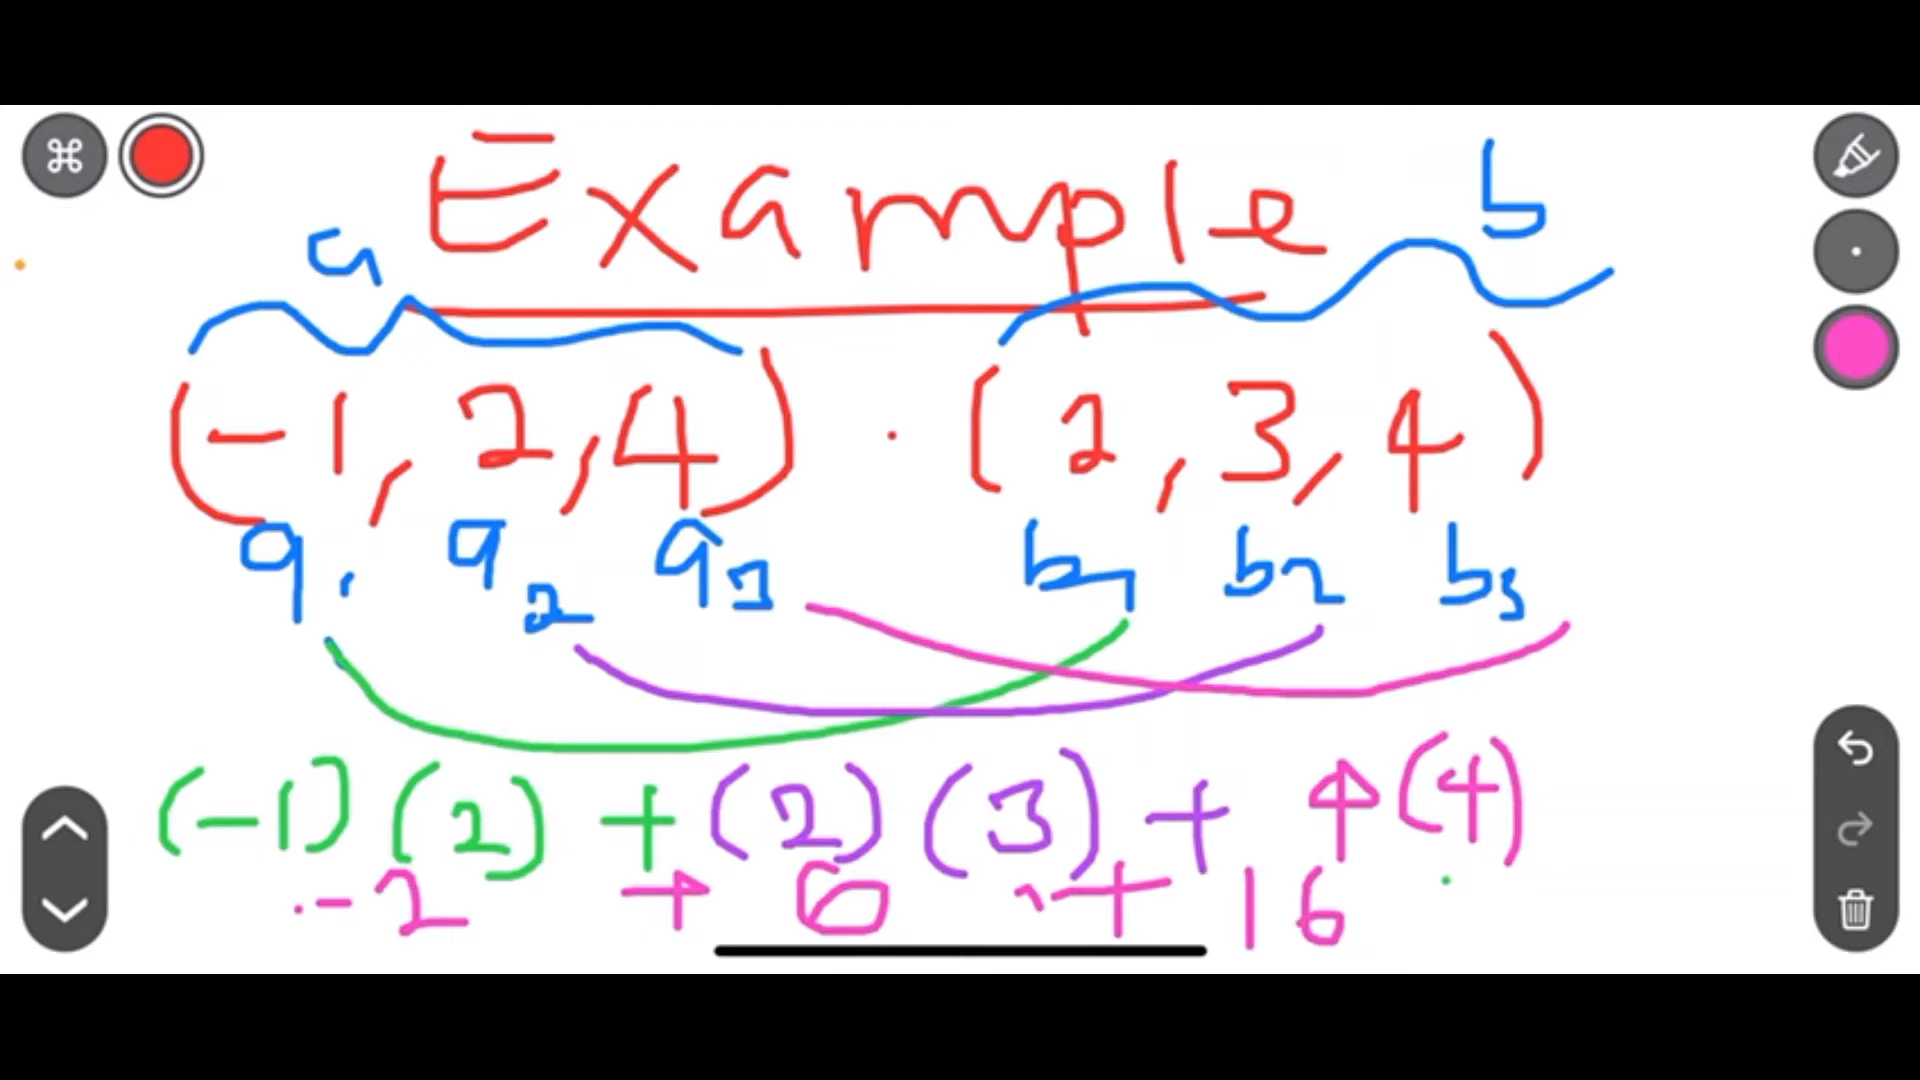 Example
a b
(-1, 2, 4) · (2, 3, 4)
a1 a2 a3 b1 b2 b3
(-1)(2) + (2)(3) + 4(4)
-2 + 6 + 16